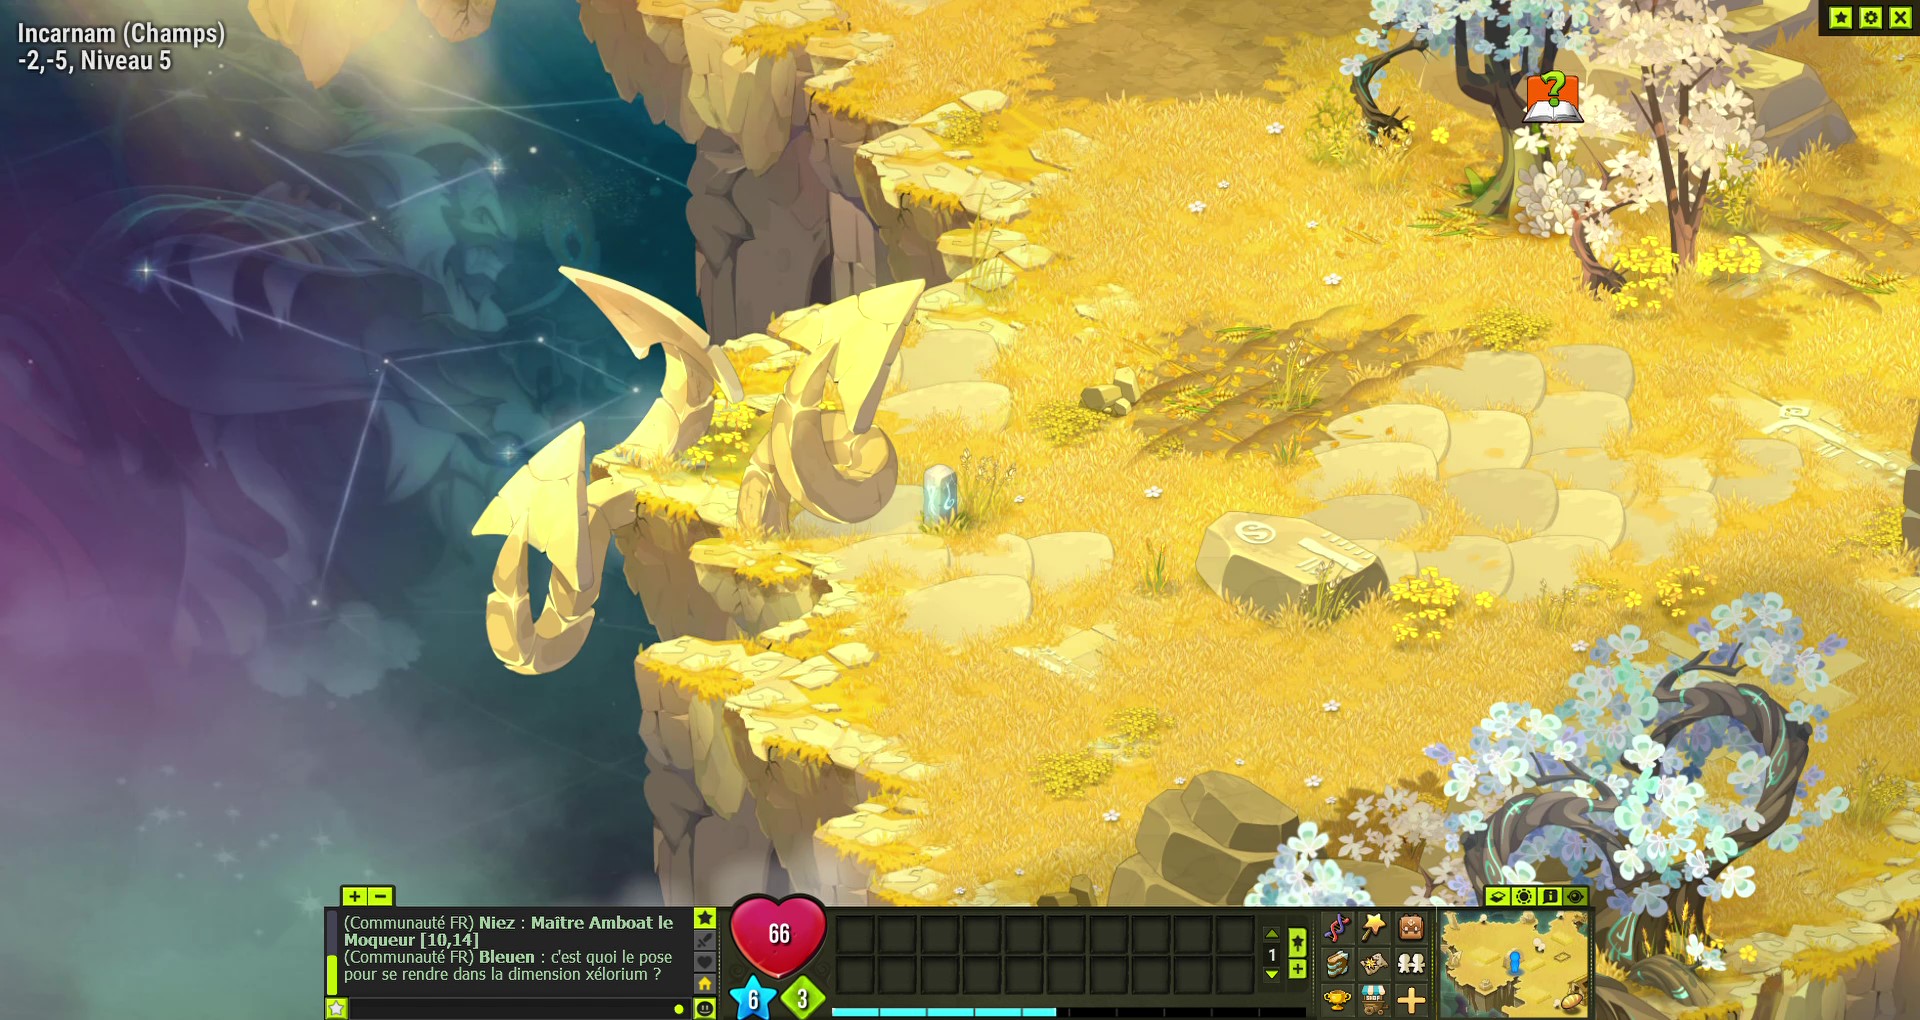 Incarnam (Champs)
-2,-5, Niveau 5
(Communauté FR) Niez : Maître Amboat le
Moqueur [10,14]
(Communauté FR) Bleuen : c'est quoi le pose
pour se rendre dans la dimension xélorium ?
66
6
3
1
SHOP